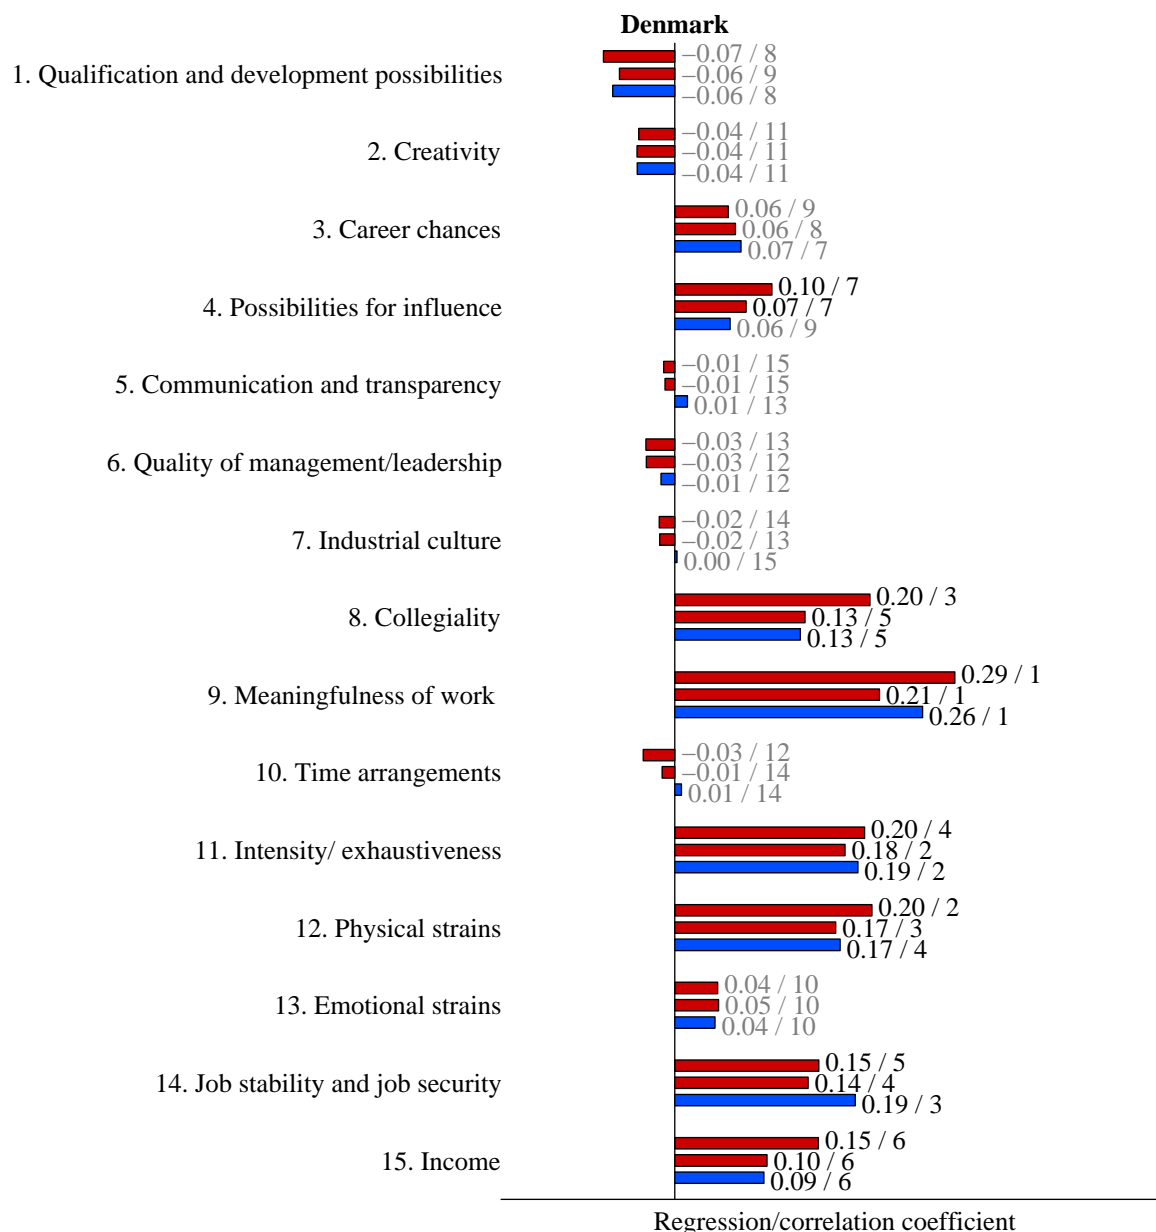 Denmark
1. Qualification and development possibilities
–0.07 / 8
–0.06 / 9
–0.06 / 8
2. Creativity
–0.04 / 11
–0.04 / 11
–0.04 / 11
3. Career chances
0.06 / 9
0.06 / 8
0.07 / 7
4. Possibilities for influence
0.10 / 7
0.07 / 7
0.06 / 9
5. Communication and transparency
–0.01 / 15
–0.01 / 15
0.01 / 13
6. Quality of management/leadership
–0.03 / 13
–0.03 / 12
–0.01 / 12
7. Industrial culture
–0.02 / 14
–0.02 / 13
0.00 / 15
8. Collegiality
0.20 / 3
0.13 / 5
0.13 / 5
9. Meaningfulness of work
0.29 / 1
0.21 / 1
0.26 / 1
10. Time arrangements
–0.03 / 12
–0.01 / 14
0.01 / 14
11. Intensity/ exhaustiveness
0.20 / 4
0.18 / 2
0.19 / 2
12. Physical strains
0.20 / 2
0.17 / 3
0.17 / 4
13. Emotional strains
0.04 / 10
0.05 / 10
0.04 / 10
14. Job stability and job security
0.15 / 5
0.14 / 4
0.19 / 3
15. Income
0.15 / 6
0.10 / 6
0.09 / 6
Regression/correlation coefficient